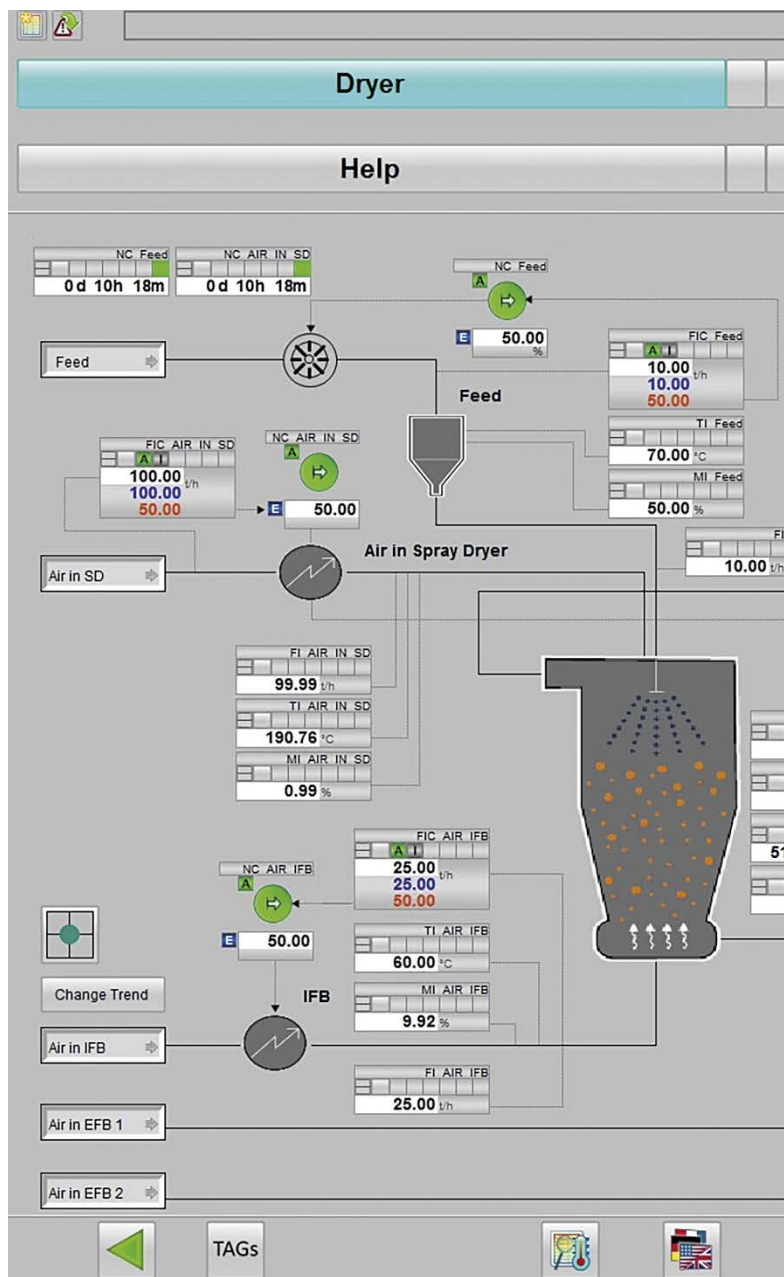 Dryer
Help
NC Feed
0d 10h 18m
NC AIR IN SD
0d 10h 18m
NC Feed
A
E 50.00
%
FIC Feed
A I
10.00 t/h
10.00
50.00
Feed
Feed
TI Feed
70.00 °C
MI Feed
50.00 %
FIC AIR IN SD
A I
100.00 t/h
100.00
50.00
NC AIR IN SD
A
E 50.00
Air in Spray Dryer
FI
10.00 t/h
Air in SD
FI AIR IN SD
99.99 t/h
TI AIR IN SD
190.76 °C
MI AIR IN SD
0.99 %
51
FIC AIR IFB
A I
25.00 t/h
25.00
50.00
NC AIR IFB
A
E 50.00
TI AIR IFB
60.00 °C
MI AIR IFB
9.92 %
IFB
Change Trend
Air in IFB
FI AIR IFB
25.00 t/h
Air in EFB 1
Air in EFB 2
TAGs